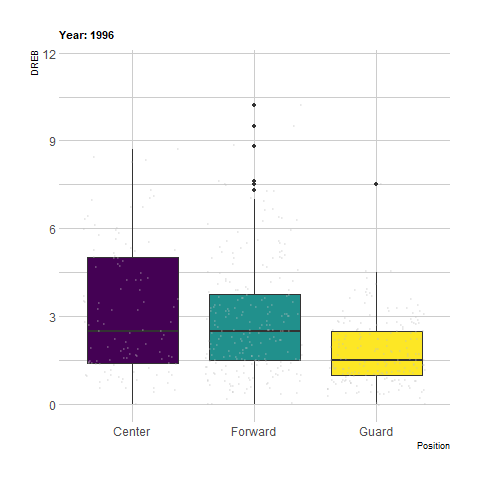 Year: 1996
DREB
12
9
6
3
0
Center
Forward
Guard
Position